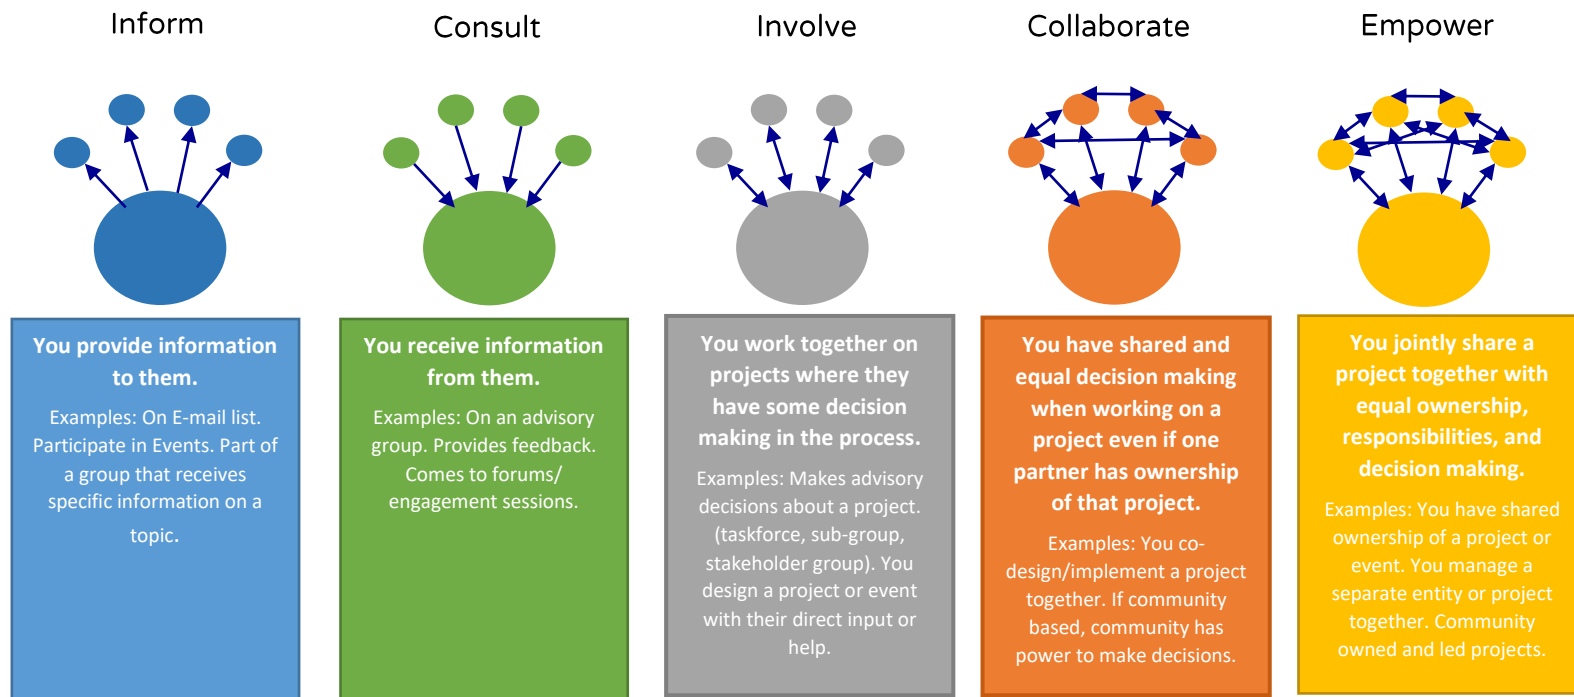 Inform
Consult
Involve
Collaborate
Empower
You provide information
to them.
Examples: On E-mail list.
Participate in Events. Part of
a group that receives
specific information on a
topic.
You receive information
from them.
Examples: On an advisory
group. Provides feedback.
Comes to forums/
engagement sessions.
You work together on
projects where they
have some decision
making in the process.
Examples: Makes advisory
decisions about a project.
(taskforce, sub-group,
stakeholder group). You
design a project or event
with their direct input or
help.
You have shared and
equal decision making
when working on a
project even if one
partner has ownership
of that project.
Examples: You co-
design/implement a project
together. If community
based, community has
power to make decisions.
You jointly share a
project together with
equal ownership,
responsibilities, and
decision making.
Examples: You have shared
ownership of a project or
event. You manage a
separate entity or project
together. Community
owned and led projects.